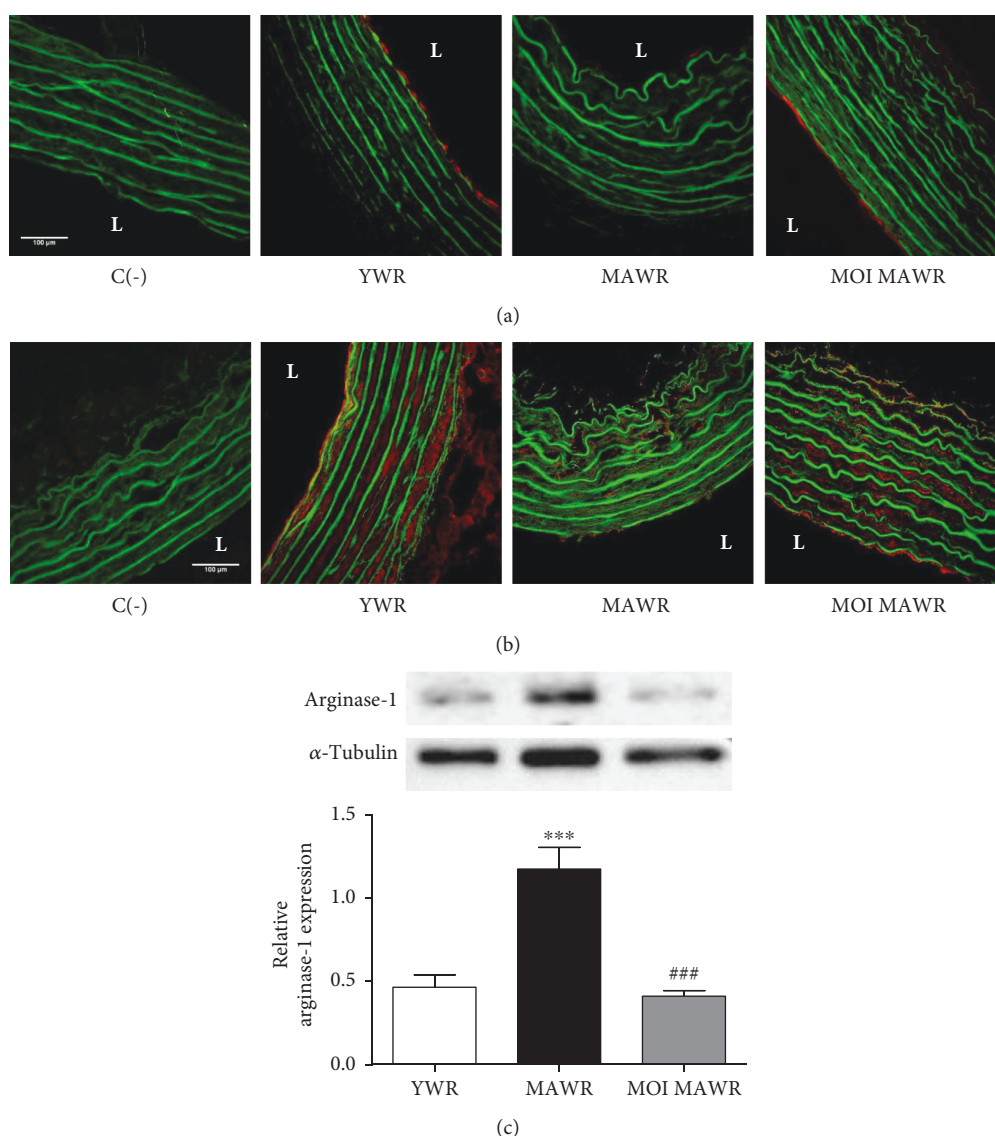 L
L
L
L
100 µm
C(-)
YWR
MAWR
MOI MAWR
(a)
L
L
L
L
100 µm
C(-)
YWR
MAWR
MOI MAWR
(b)
Arginase-1
α-Tubulin
Relative
arginase-1 expression
1.5
1.0
0.5
0.0
***
###
YWR
MAWR
MOI MAWR
(c)